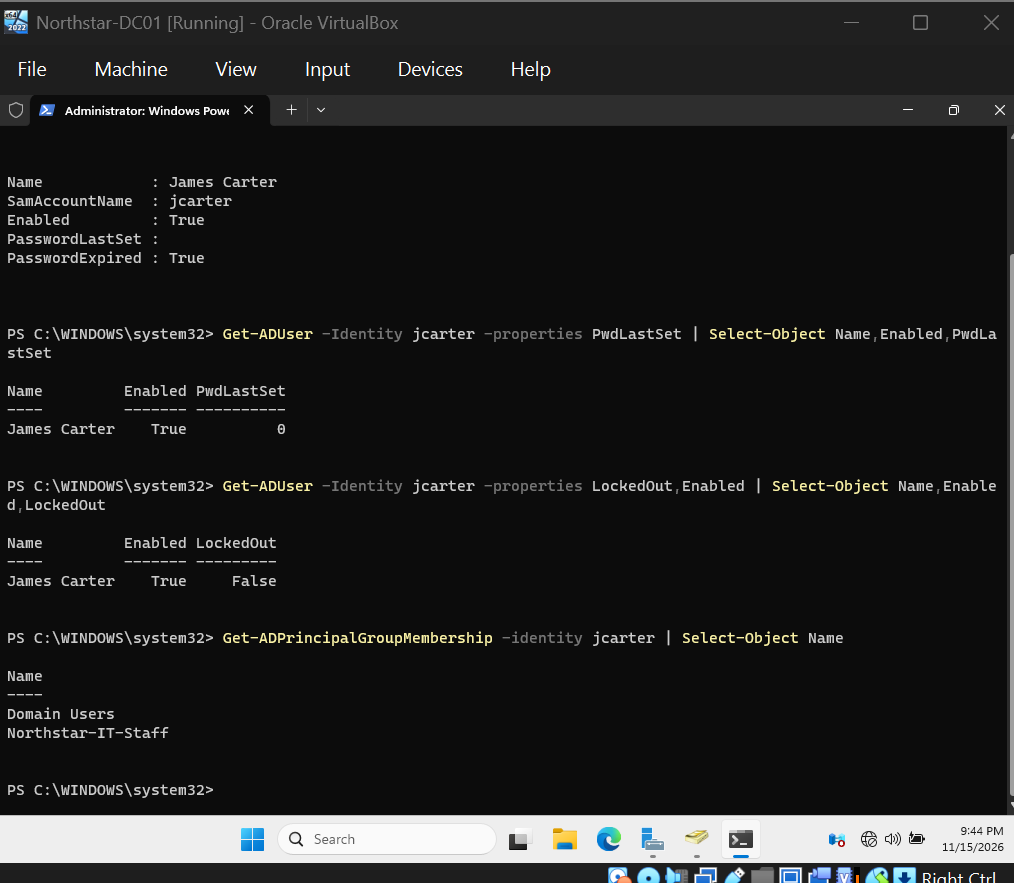 Northstar-DC01 [Running] - Oracle VirtualBox
File Machine View Input Devices Help
Administrator: Windows Powe
Name            : James Carter
SamAccountName  : jcarter
Enabled         : True
PasswordLastSet :
PasswordExpired : True
PS C:\WINDOWS\system32> Get-ADUser -Identity jcarter -properties PwdLastSet | Select-Object Name,Enabled,PwdLa
stSet
Name         Enabled PwdLastSet
----         ------- ----------
James Carter    True          0
PS C:\WINDOWS\system32> Get-ADUser -Identity jcarter -properties LockedOut,Enabled | Select-Object Name,Enable
d,LockedOut
Name         Enabled LockedOut
----         ------- ---------
James Carter    True     False
PS C:\WINDOWS\system32> Get-ADPrincipalGroupMembership -identity jcarter | Select-Object Name
Name
----
Domain Users
Northstar-IT-Staff
PS C:\WINDOWS\system32>
Search
9:44 PM
11/15/2026
Right Ctrl